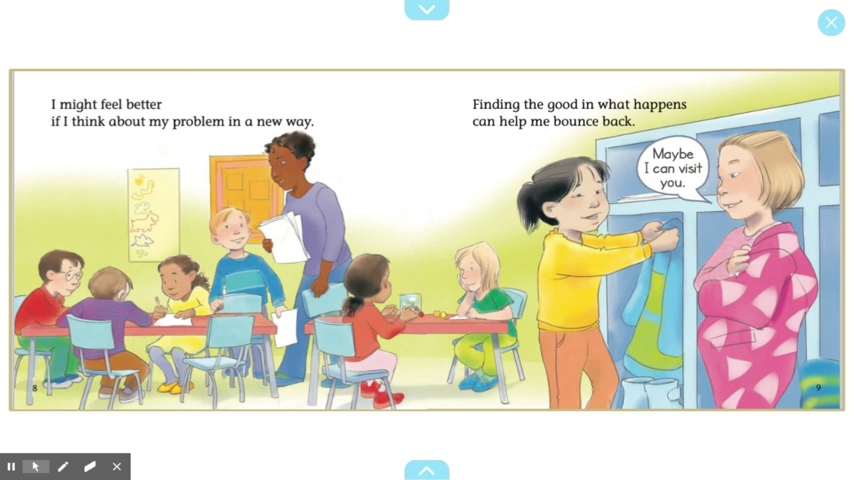 I might feel better
if I think about my problem in a new way.
8
Finding the good in what happens
can help me bounce back.
Maybe
I can visit
you.
9